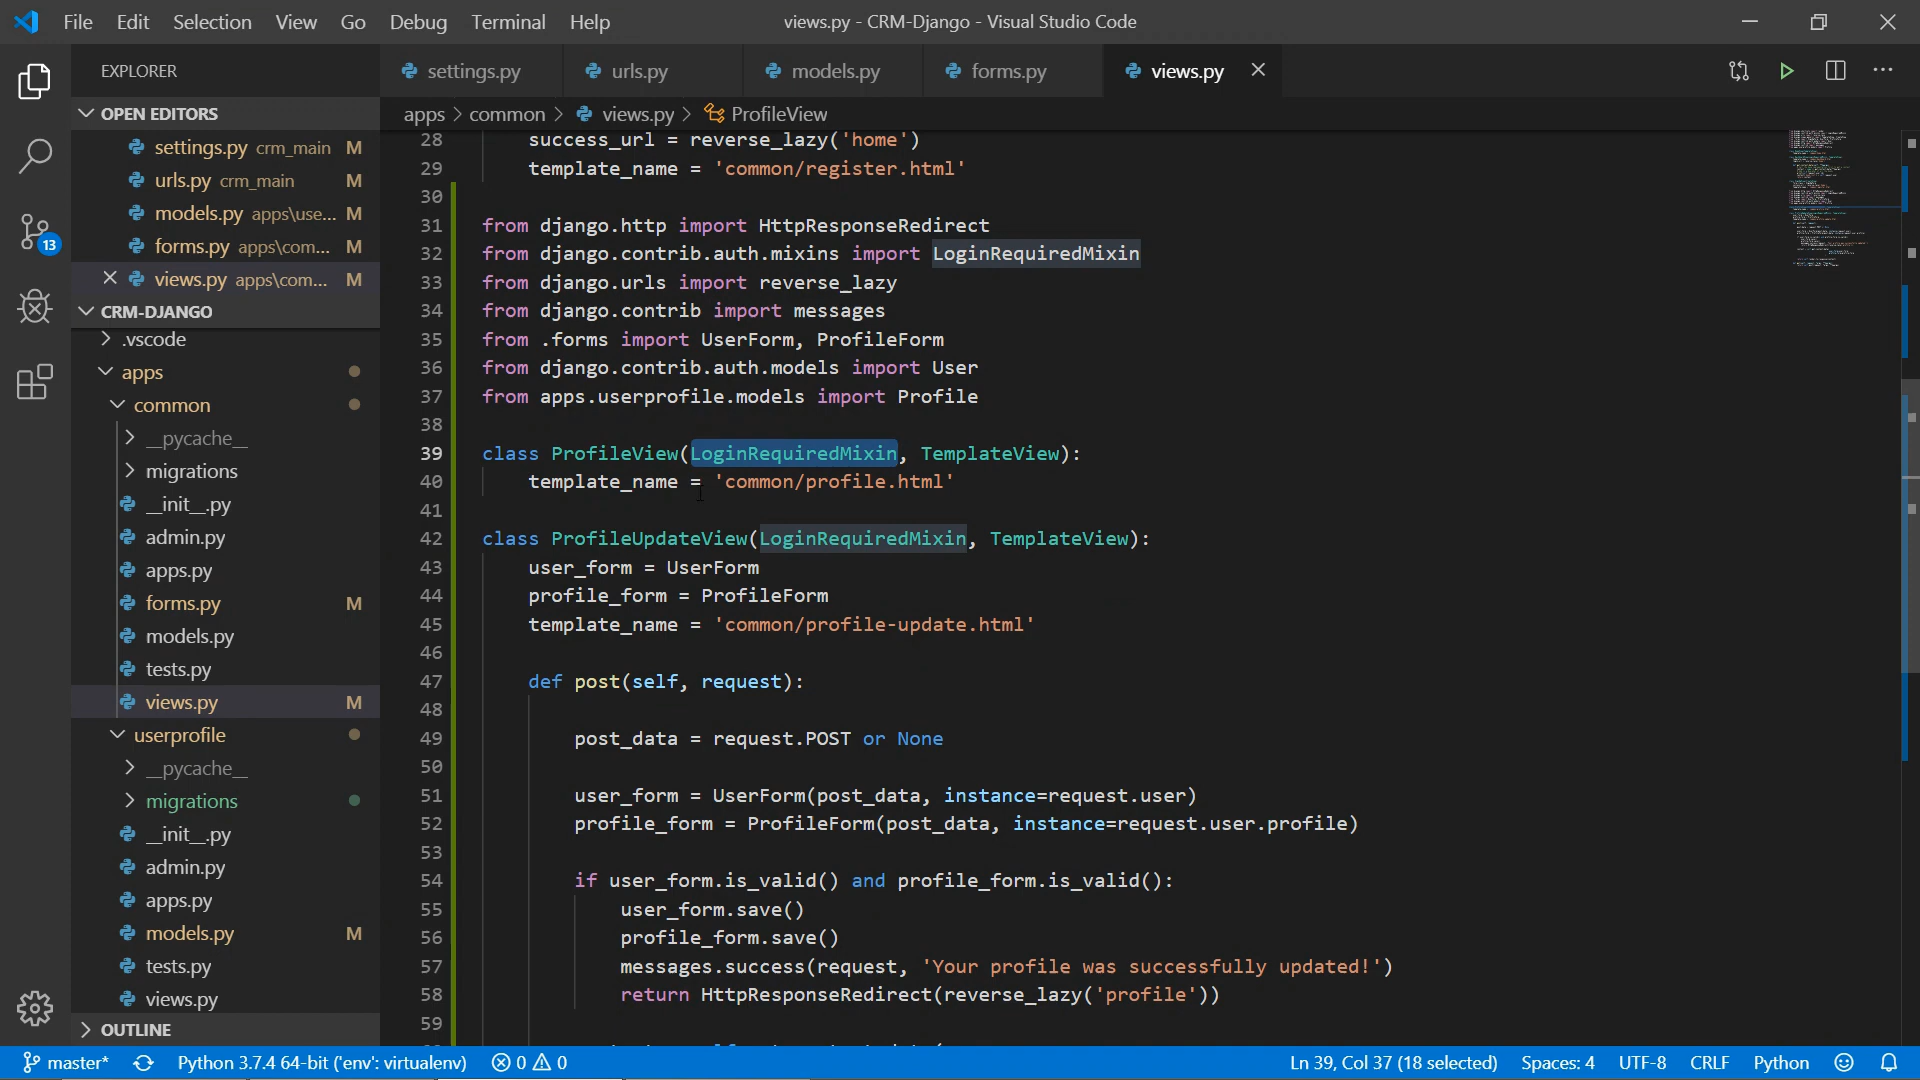 File Edit Selection View Go Debug Terminal Help
views.py - CRM-Django - Visual Studio Code
EXPLORER
OPEN EDITORS
settings.py crm_main M
urls.py crm_main M
models.py apps\use... M
forms.py apps\com... M
views.py apps\com... M
CRM-DJANGO
.vscode
apps
common
__pycache__
migrations
__init__.py
admin.py
apps.py
forms.py M
models.py
tests.py
views.py M
userprofile
__pycache__
migrations
__init__.py
admin.py
apps.py
models.py M
tests.py
views.py
OUTLINE
13
settings.py urls.py models.py forms.py views.py
apps > common > views.py > ProfileView
28 success_url = reverse_lazy('home')
29 template_name = 'common/register.html'
30
31 from django.http import HttpResponseRedirect
32 from django.contrib.auth.mixins import LoginRequiredMixin
33 from django.urls import reverse_lazy
34 from django.contrib import messages
35 from .forms import UserForm, ProfileForm
36 from django.contrib.auth.models import User
37 from apps.userprofile.models import Profile
38
39 class ProfileView(LoginRequiredMixin, TemplateView):
40 template_name = 'common/profile.html'
41
42 class ProfileUpdateView(LoginRequiredMixin, TemplateView):
43 user_form = UserForm
44 profile_form = ProfileForm
45 template_name = 'common/profile-update.html'
46
47 def post(self, request):
48
49 post_data = request.POST or None
50
51 user_form = UserForm(post_data, instance=request.user)
52 profile_form = ProfileForm(post_data, instance=request.user.profile)
53
54 if user_form.is_valid() and profile_form.is_valid():
55 user_form.save()
56 profile_form.save()
57 messages.success(request, 'Your profile was successfully updated!')
58 return HttpResponseRedirect(reverse_lazy('profile'))
59
master* Python 3.7.4 64-bit ('env': virtualenv) 0 0 Ln 39, Col 37 (18 selected) Spaces: 4 UTF-8 CRLF Python